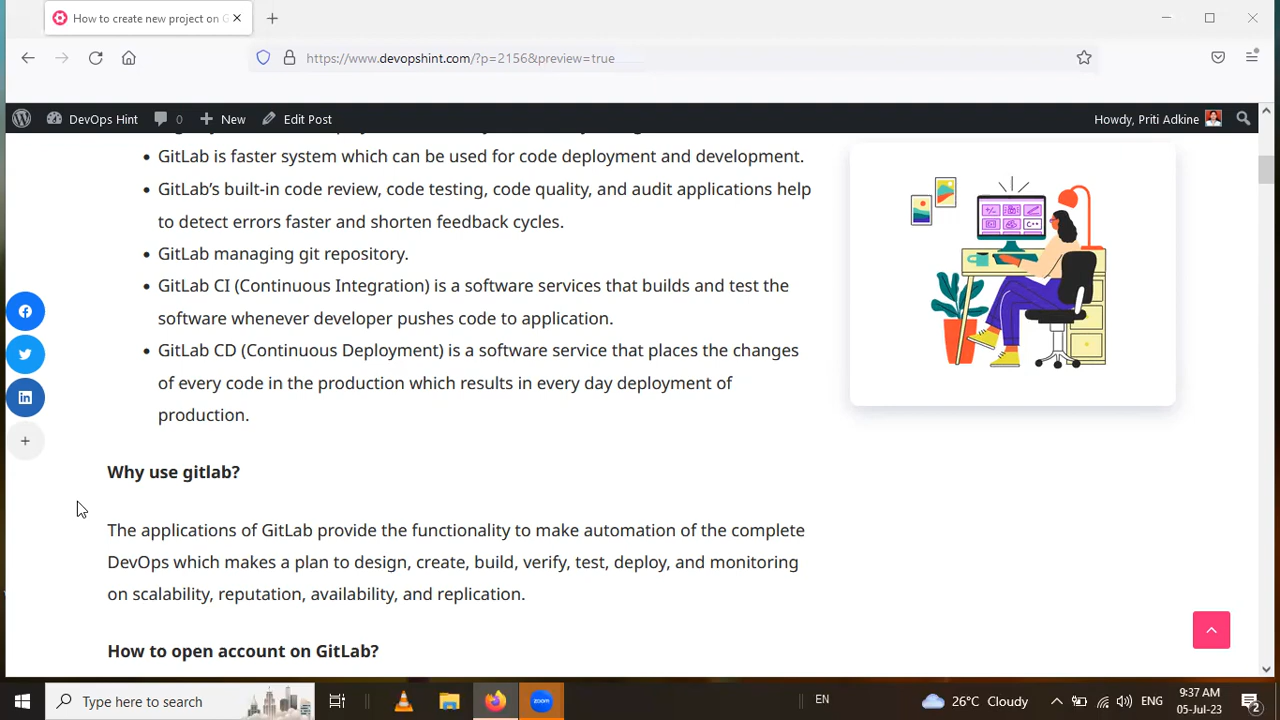 How to create new project on G
https://www.devopshint.com/?p=2156&preview=true
DevOps Hint
0
New
Edit Post
Howdy, Priti Adkine
GitLab is faster system which can be used for code deployment and development.
GitLab's built-in code review, code testing, code quality, and audit applications help
to detect errors faster and shorten feedback cycles.
GitLab managing git repository.
GitLab CI (Continuous Integration) is a software services that builds and test the
software whenever developer pushes code to application.
GitLab CD (Continuous Deployment) is a software service that places the changes
of every code in the production which results in every day deployment of
production.
C++
Why use gitlab?
The applications of GitLab provide the functionality to make automation of the complete
DevOps which makes a plan to design, create, build, verify, test, deploy, and monitoring
on scalability, reputation, availability, and replication.
How to open account on GitLab?
Type here to search
zoom
EN
26°C Cloudy
ENG
9:37 AM
05-Jul-23
2